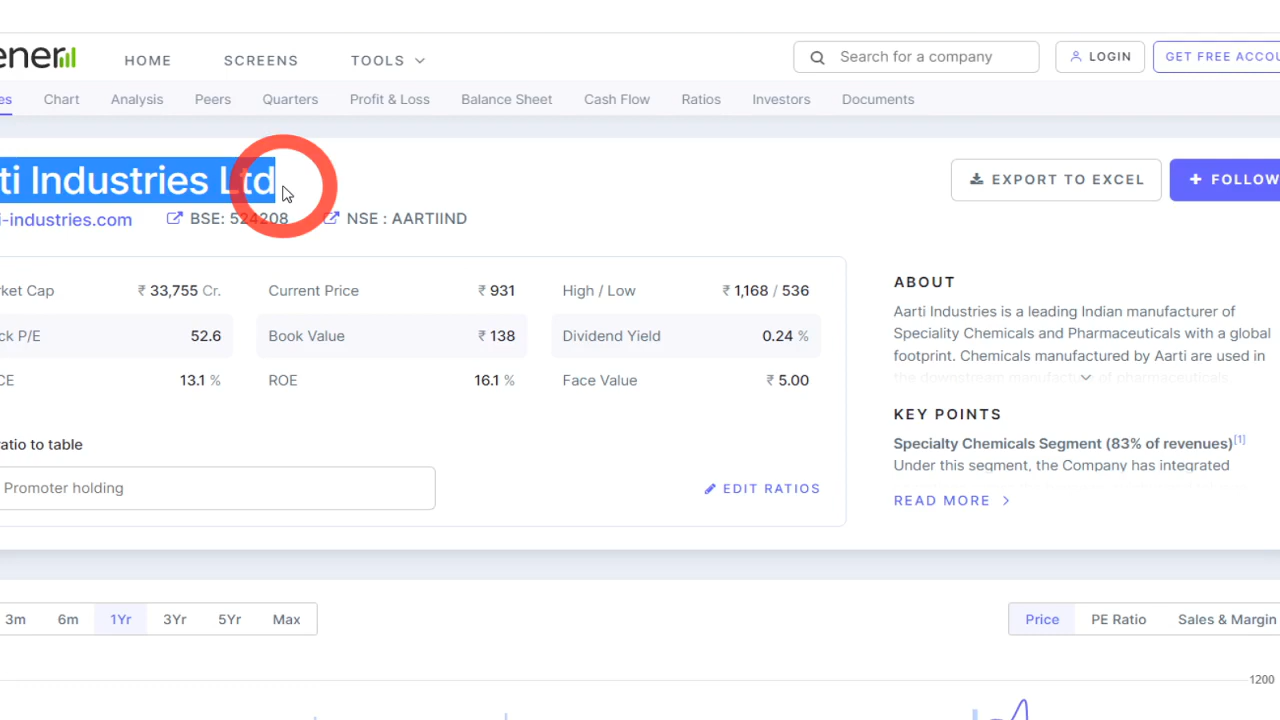 ener
HOME SCREENS TOOLS
Search for a company
LOGIN
GET FREE ACCOU
es Chart Analysis Peers Quarters Profit & Loss Balance Sheet Cash Flow Ratios Investors Documents
ti Industries Ltd
EXPORT TO EXCEL
+ FOLLOW
i-industries.com BSE: 524208 NSE : AARTIIND
ket Cap ₹ 33,755 Cr. Current Price ₹ 931 High / Low ₹ 1,168 / 536
ck P/E 52.6 Book Value ₹ 138 Dividend Yield 0.24 %
CE 13.1 % ROE 16.1 % Face Value ₹ 5.00
atio to table
Promoter holding
EDIT RATIOS
ABOUT
Aarti Industries is a leading Indian manufacturer of
Speciality Chemicals and Pharmaceuticals with a global
footprint. Chemicals manufactured by Aarti are used in
the downstream manufacture of pharmaceuticals
KEY POINTS
Specialty Chemicals Segment (83% of revenues)[1]
Under this segment, the Company has integrated
READ MORE
3m 6m 1Yr 3Yr 5Yr Max
Price PE Ratio Sales & Margin
1200